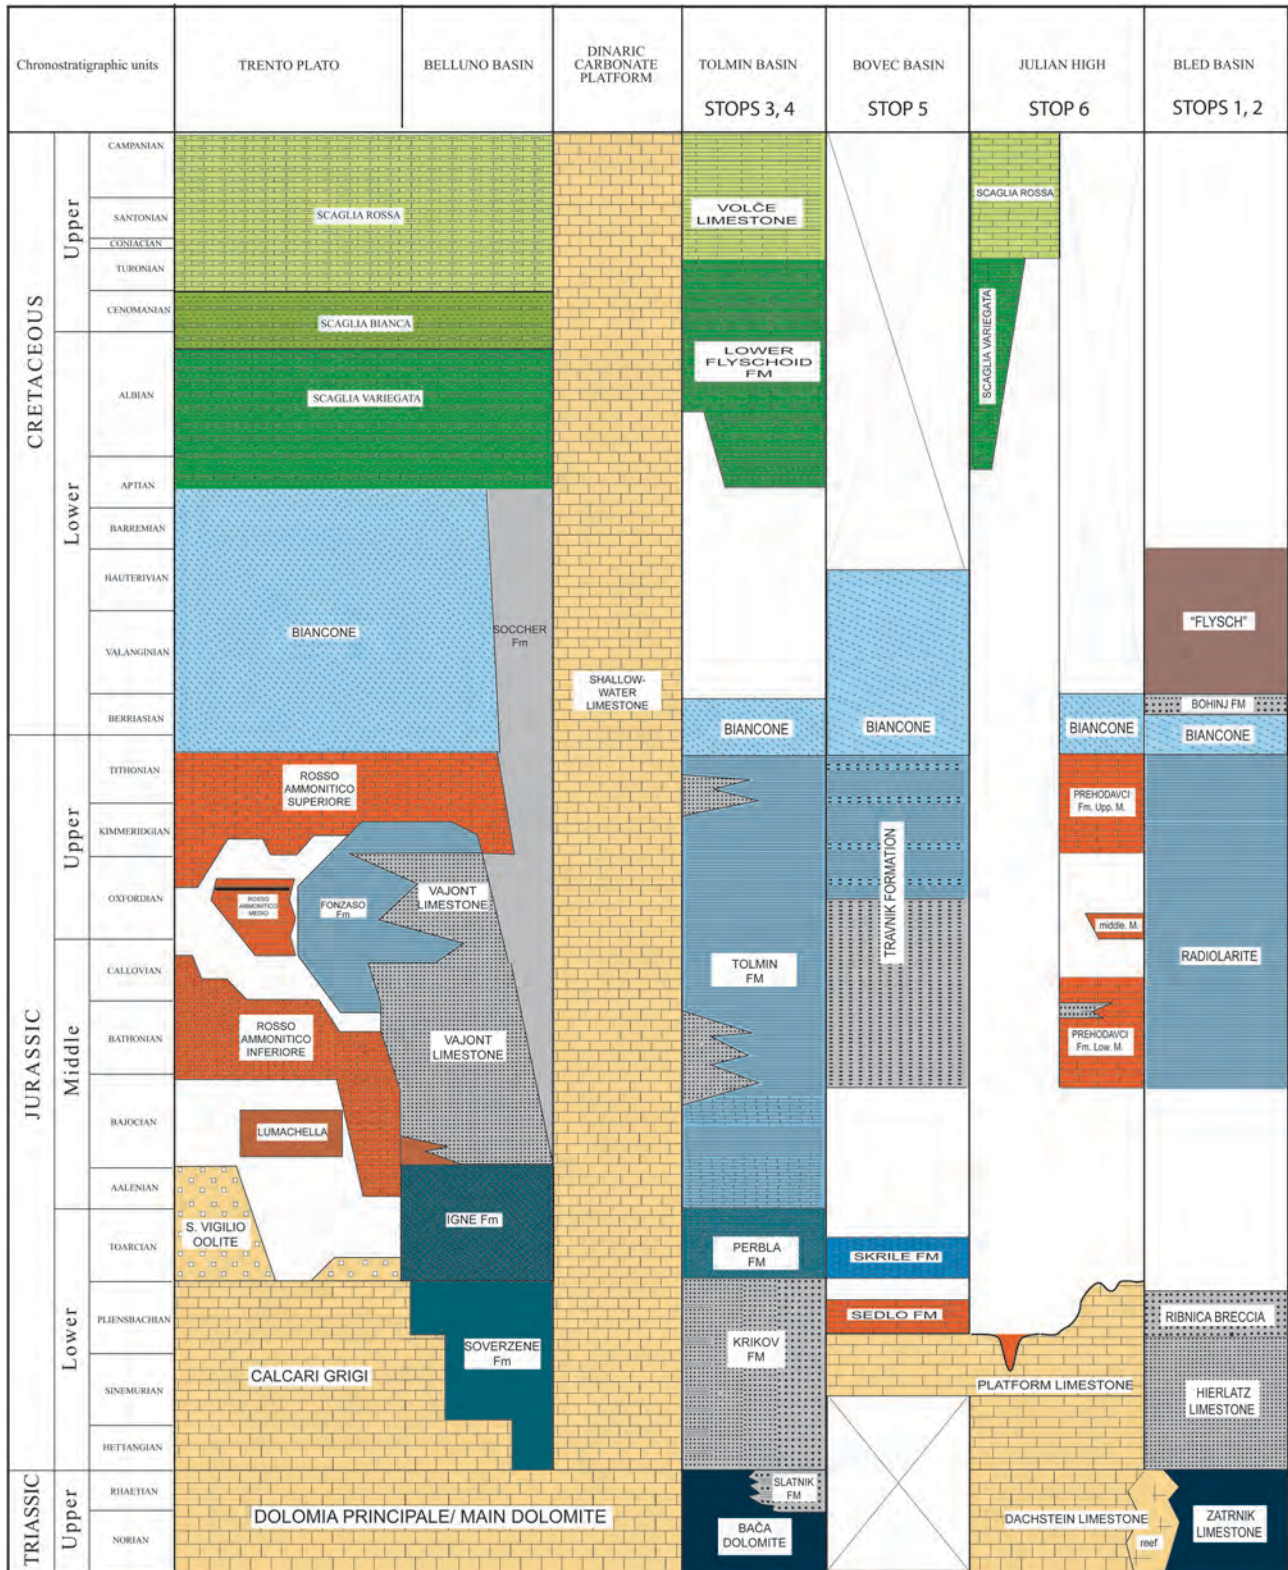 Chronostratigraphic units
TRENTO PLATO
BELLUNO BASIN
DINARIC
CARBONATE
PLATFORM
TOLMIN BASIN
STOPS 3, 4
BOVEC BASIN
STOP 5
JULIAN HIGH
STOP 6
BLED BASIN
STOPS 1, 2
CRETACEOUS
Upper
Lower
CAMPANIAN
SANTONIAN
CONIACIAN
TURONIAN
CENOMANIAN
ALBIAN
APTIAN
BARREMIAN
HAUTERIVIAN
VALANGINIAN
BERRIASIAN
JURASSIC
Upper
Middle
Lower
TITHONIAN
KIMMERIDGIAN
OXFORDIAN
CALLOVIAN
BATHONIAN
BAJOCIAN
AALENIAN
TOARCIAN
PLIENSBACHIAN
SINEMURIAN
HETTANGIAN
TRIASSIC
Upper
RHAETIAN
NORIAN
SCAGLIA ROSSA
SCAGLIA BIANCA
SCAGLIA VARIEGATA
BIANCONE
SOCCHER
Fm
ROSSO
AMMONITICO
SUPERIORE
ROSSO
AMMONITICO
MEDIO
FONZASO
Fm
VAJONT
LIMESTONE
ROSSO
AMMONITICO
INFERIORE
VAJONT
LIMESTONE
LUMACHELLA
S. VIGILIO
OOLITE
IGNE Fm
SOVERZENE
Fm
CALCARI GRIGI
DOLOMIA PRINCIPALE/ MAIN DOLOMITE
SHALLOW-
WATER
LIMESTONE
VOLČE
LIMESTONE
LOWER
FLYSCHOID
FM
BIANCONE
TOLMIN
FM
PERBLA
FM
KRIKOV
FM
SLATNIK
FM
BAČA
DOLOMITE
BIANCONE
TRAVNIK FORMATION
SKRILE FM
SEDLO FM
SCAGLIA ROSSA
SCAGLIA VARIEGATA
BIANCONE
PREHODAVCI
Fm. Upp. M.
middle. M.
PREHODAVCI
Fm. Low. M.
PLATFORM LIMESTONE
DACHSTEIN LIMESTONE
reef
"FLYSCH"
BOHINJ FM
BIANCONE
RADIOLARITE
RIBNICA BRECCIA
HIERLATZ
LIMESTONE
ZATRNIK
LIMESTONE